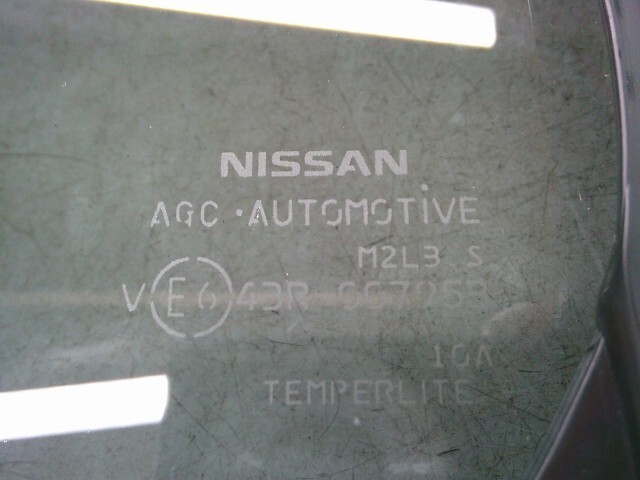 NISSAN
AGC • AUTOMOTIVE
M2L3 S
V E6 43R
10A
TEMPERLITE